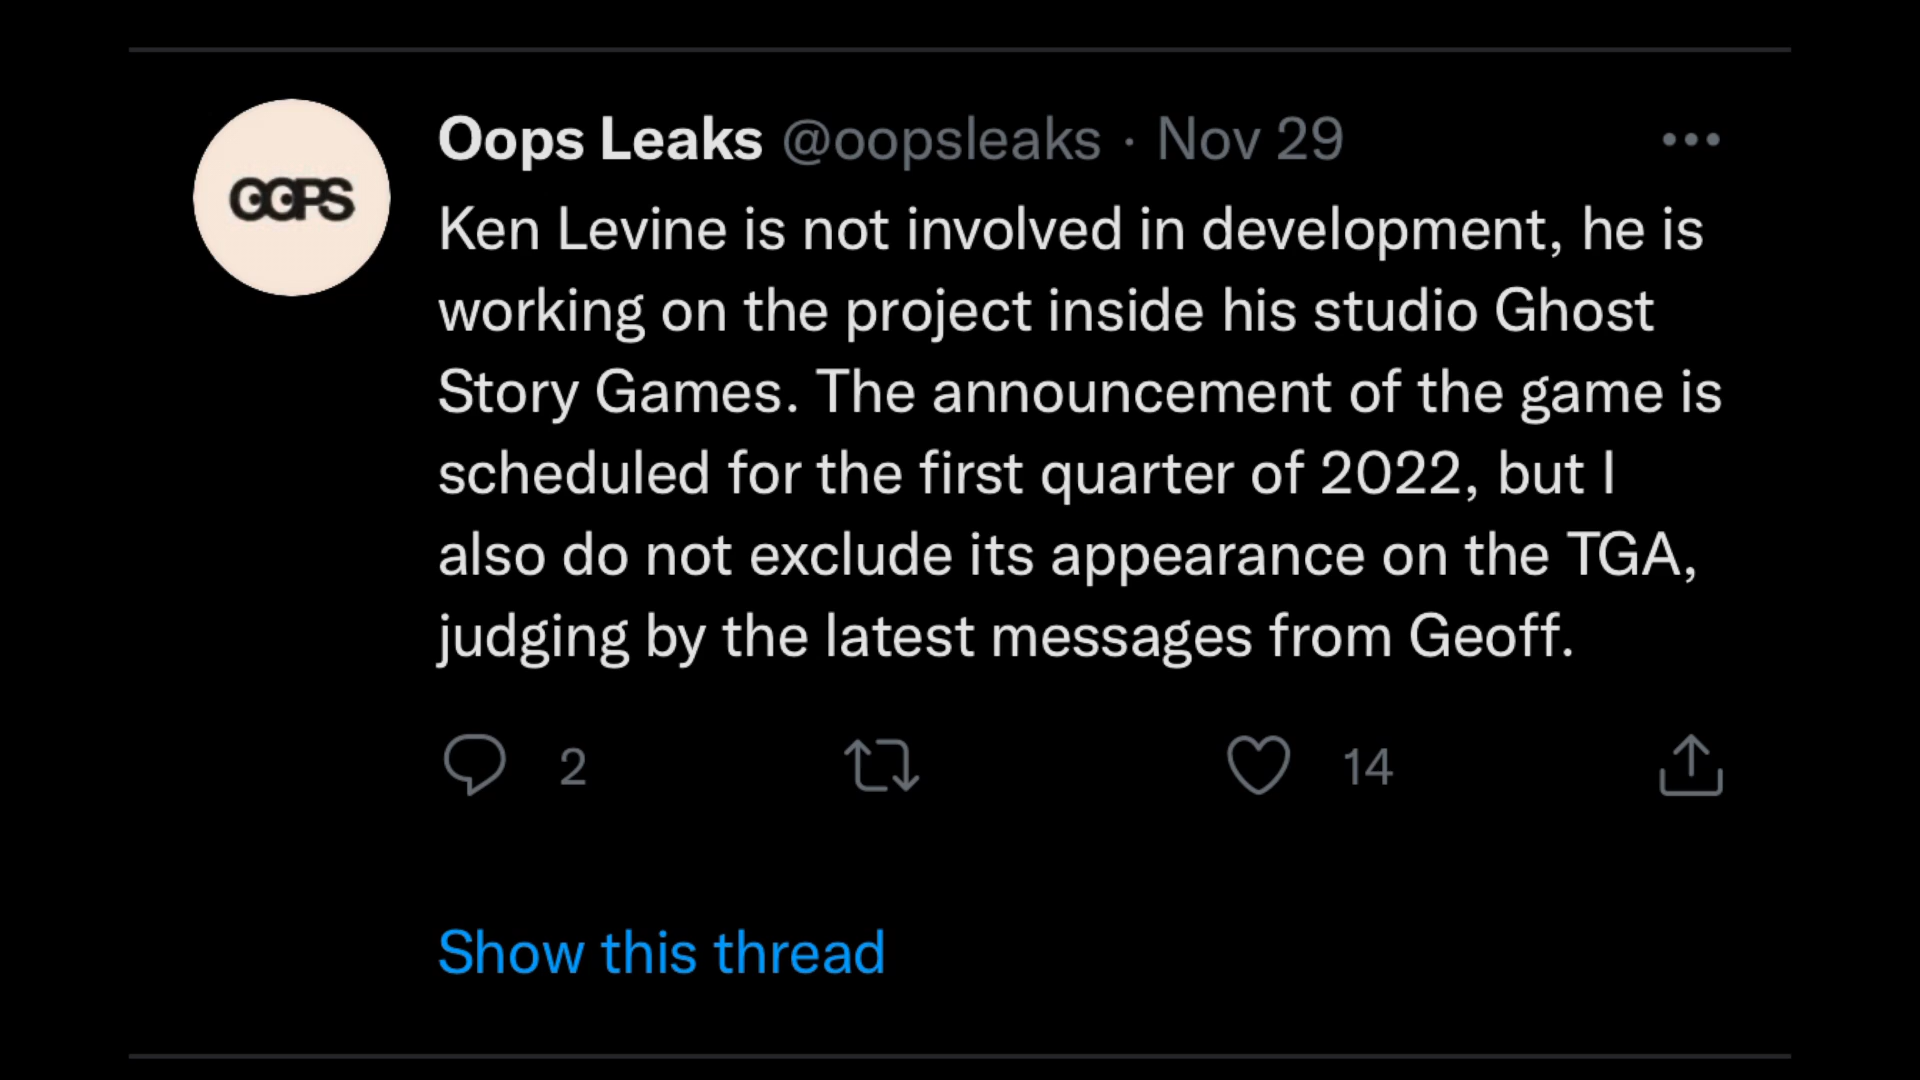 OOPS
Oops Leaks @oopsleaks · Nov 29
Ken Levine is not involved in development, he is
working on the project inside his studio Ghost
Story Games. The announcement of the game is
scheduled for the first quarter of 2022, but I
also do not exclude its appearance on the TGA,
judging by the latest messages from Geoff.
2
14
Show this thread